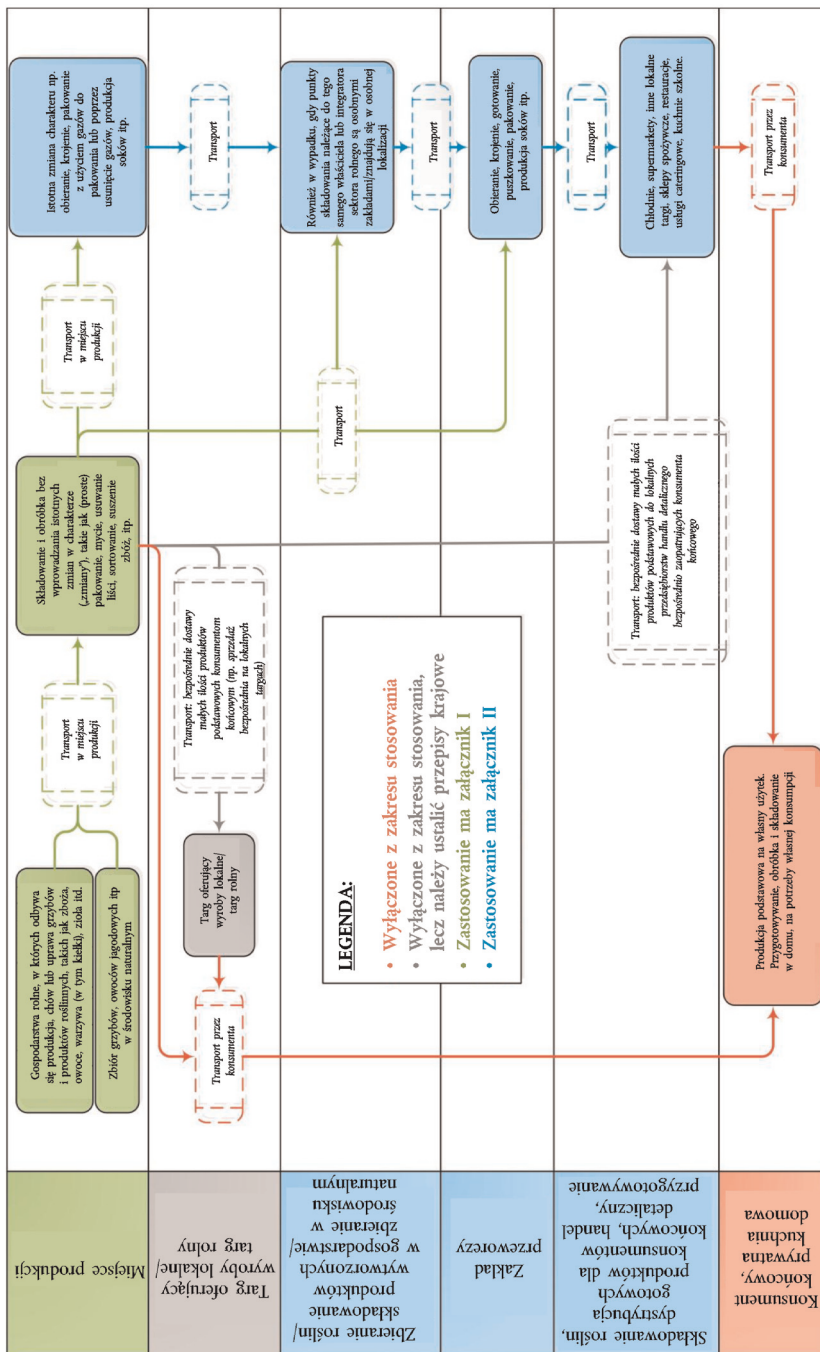 Miejsce produkcji
Gospodarstwa rolne, w których odbywa
się produkcja, chów lub uprawa grzybów
i produktów roślinnych, takich jak zboża,
owoce, warzywa (w tym kiełki), zioła itd.
Zbiór grzybów, owoców jagodowych itp
w środowisku naturalnym
Transport
w miejscu
produkcji
Składowanie i obróbka bez
wprowadzania istotnych
zmian w charakterze
(„zmiany”), takie jak (proste)
pakowanie, mycie, usuwanie
liści, sortowanie, suszenie
zbóż, itp.
Transport
w miejscu
produkcji
Istotna zmiana charakteru np.
obieranie, krojenie, pakowanie
z użyciem gazów do
pakowania lub poprzez
usunięcie gazów, produkcja
soków itp.
Targ oferujący
wyroby lokalne/
targ rolny
Transport przez
konsumenta
Targ oferujący
wyroby lokalne/
targ rolny
Transport: bezpośrednie dostawy
małych ilości produktów
podstawowych konsumentom
końcowym (np. sprzedaż
bezpośrednia na lokalnych
targach)
Transport
Zbieranie roślin/
składowanie
produktów
wytworzonych
w gospodarstwie/
zbieranie w
środowisku
naturalnym
Transport
Również w wypadku, gdy punkty
składowania należące do tego
samego właściciela lub integratora
sektora rolnego są osobnymi
zakładami/znajdują się w osobnej
lokalizacji
Transport
LEGENDA:
• Wyłączone z zakresu stosowania
• Wyłączone z zakresu stosowania,
lecz należy ustalić przepisy krajowe
• Zastosowanie ma załącznik I
• Zastosowanie ma załącznik II
Zakład
przeworezy
Obieranie, krojenie, gotowanie,
puszkowanie, pakowanie,
produkcja soków itp.
Transport
Składowanie roślin,
dystrybucja
gotowych
produktów dla
konsumentów
końcowych, handel
detaliczny,
przygotowywanie
Transport: bezpośrednie dostawy małych ilości
produktów podstawowych do lokalnych
przedsiębiorstw handlu detalicznego
bezpośrednio zaopatrujących konsumenta
końcowego
Chłodnie, supermarkety, inne lokalne
targi, sklepy spożywcze, restauracje,
usługi cateringowe, kuchnie szkolne.
Konsument
końcowy,
prywatna
kuchnia
domowa
Produkcja podstawowa na własny użytek.
Przygotowywanie, obróbka i składowanie
w domu, na potrzeby własnej konsumpcji
Transport przez
konsumenta